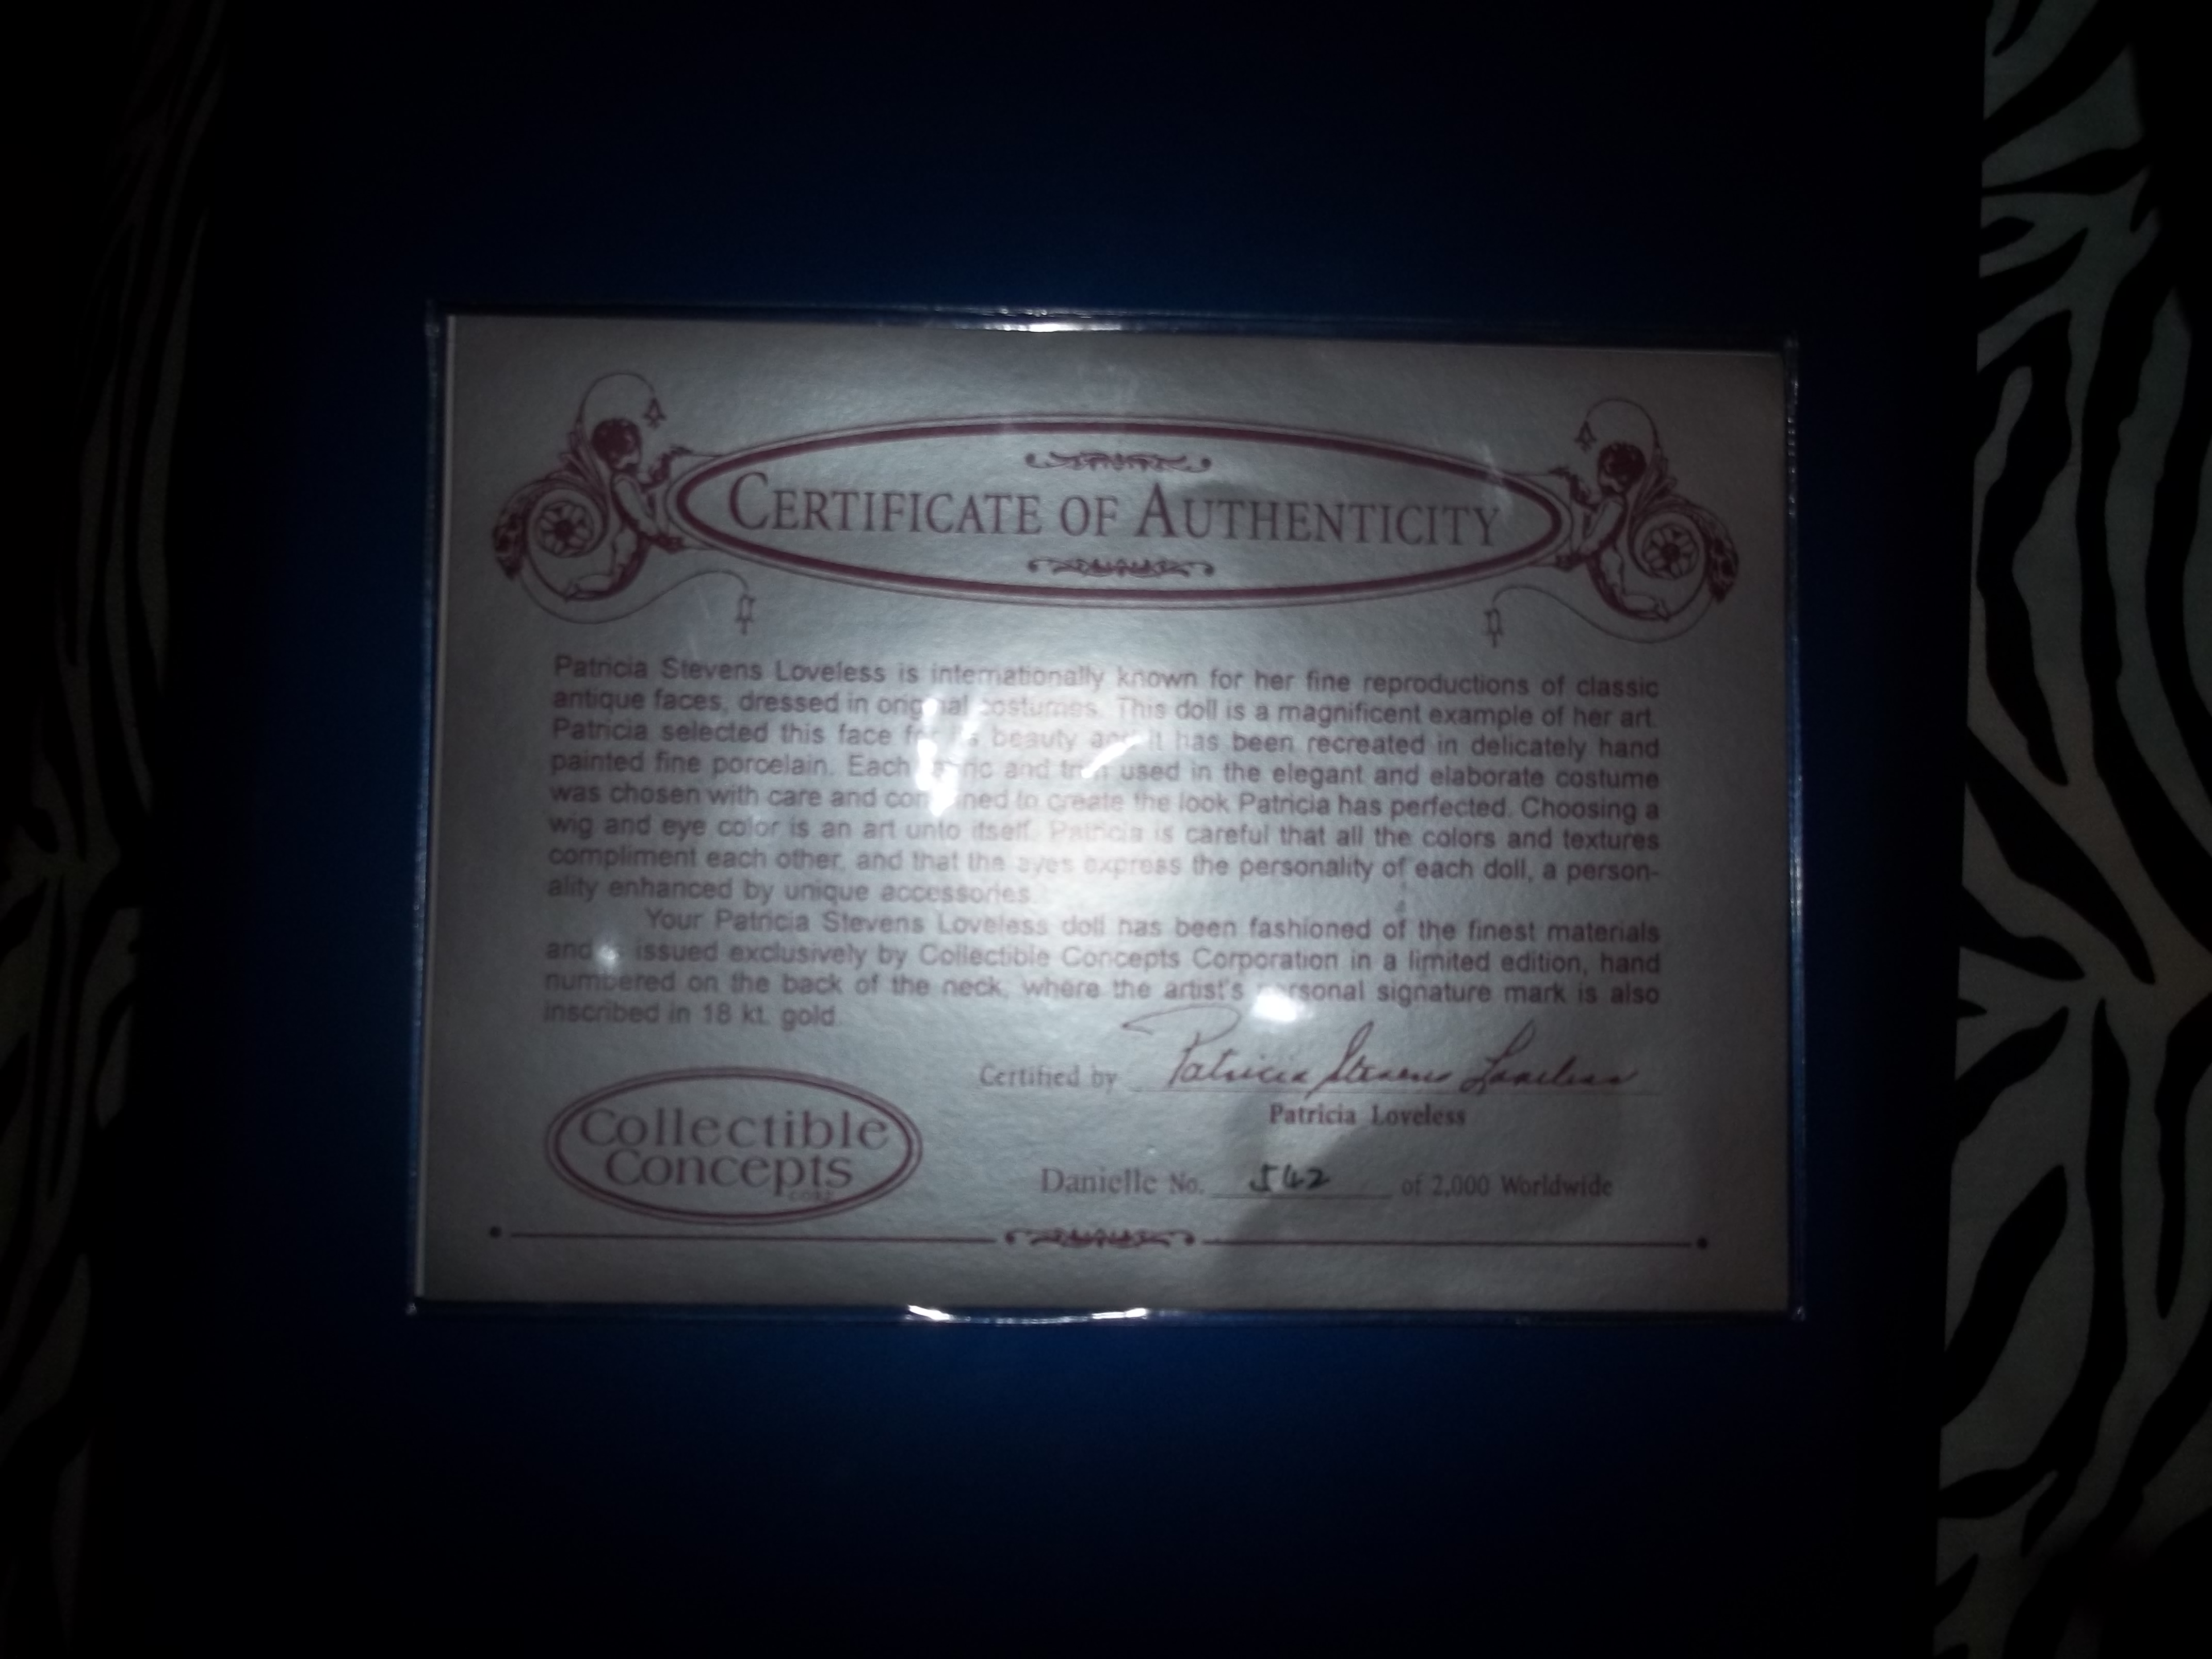 CERTIFICATE OF AUTHENTICITY
Patricia Stevens Loveless is internationally known for her fine reproductions of classic
antique faces, dressed in original costumes. This doll is a magnificent example of her art.
Patricia selected this face for its beauty and it has been recreated in delicately hand
painted fine porcelain. Each fabric and trim used in the elegant and elaborate costume
was chosen with care and combined to create the look Patricia has perfected. Choosing a
wig and eye color is an art unto itself. Patricia is careful that all the colors and textures
compliment each other, and that the eyes express the personality of each doll, a person-
ality enhanced by unique accessories.
Your Patricia Stevens Loveless doll has been fashioned of the finest materials
and is issued exclusively by Collectible Concepts Corporation in a limited edition, hand
numbered on the back of the neck, where the artist's personal signature mark is also
inscribed in 18 kt. gold.
Certified by Patricia Stevens Loveless
Patricia Loveless
Collectible
Concepts
CORP.
Danielle No. 542 of 2,000 Worldwide